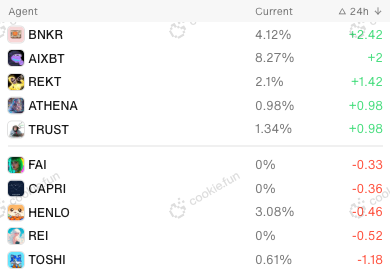 Agent Current △ 24h ↓
BNKR 4.12% +2.42
AIXBT 8.27% +2
REKT 2.1% +1.42
ATHENA 0.98% +0.98
TRUST 1.34% +0.98
FAI 0% -0.33
CAPRI 0% -0.36
HENLO 3.08% -0.46
REI 0% -0.52
TOSHI 0.61% -1.18
cookie.fun